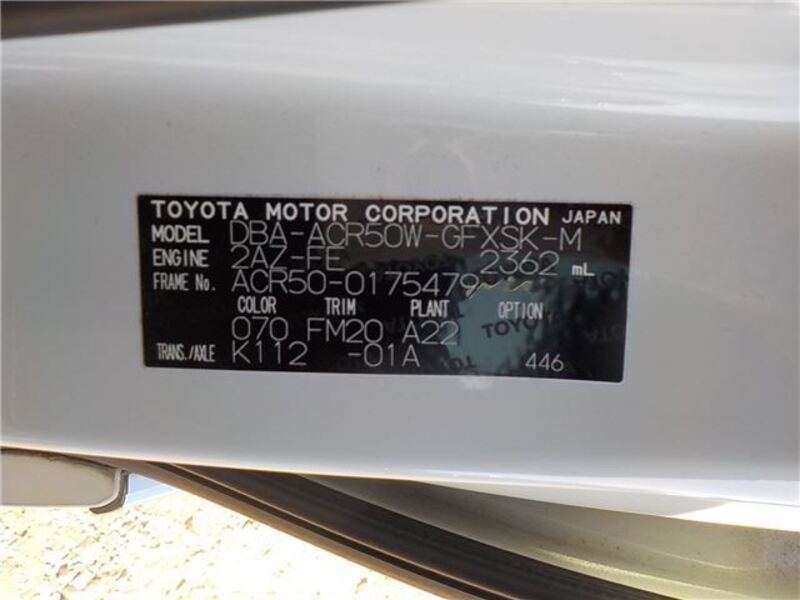 TOYOTA MOTOR CORPORATION JAPAN
MODEL DBA-ACR50W-GFXSK-M
ENGINE 2AZ-FE 2362 mL
FRAME No. ACR50-0175479
COLOR TRIM PLANT OPTION
070 FM20 A22
TRANS./AXLE K112 -01A 446
TOYOTA